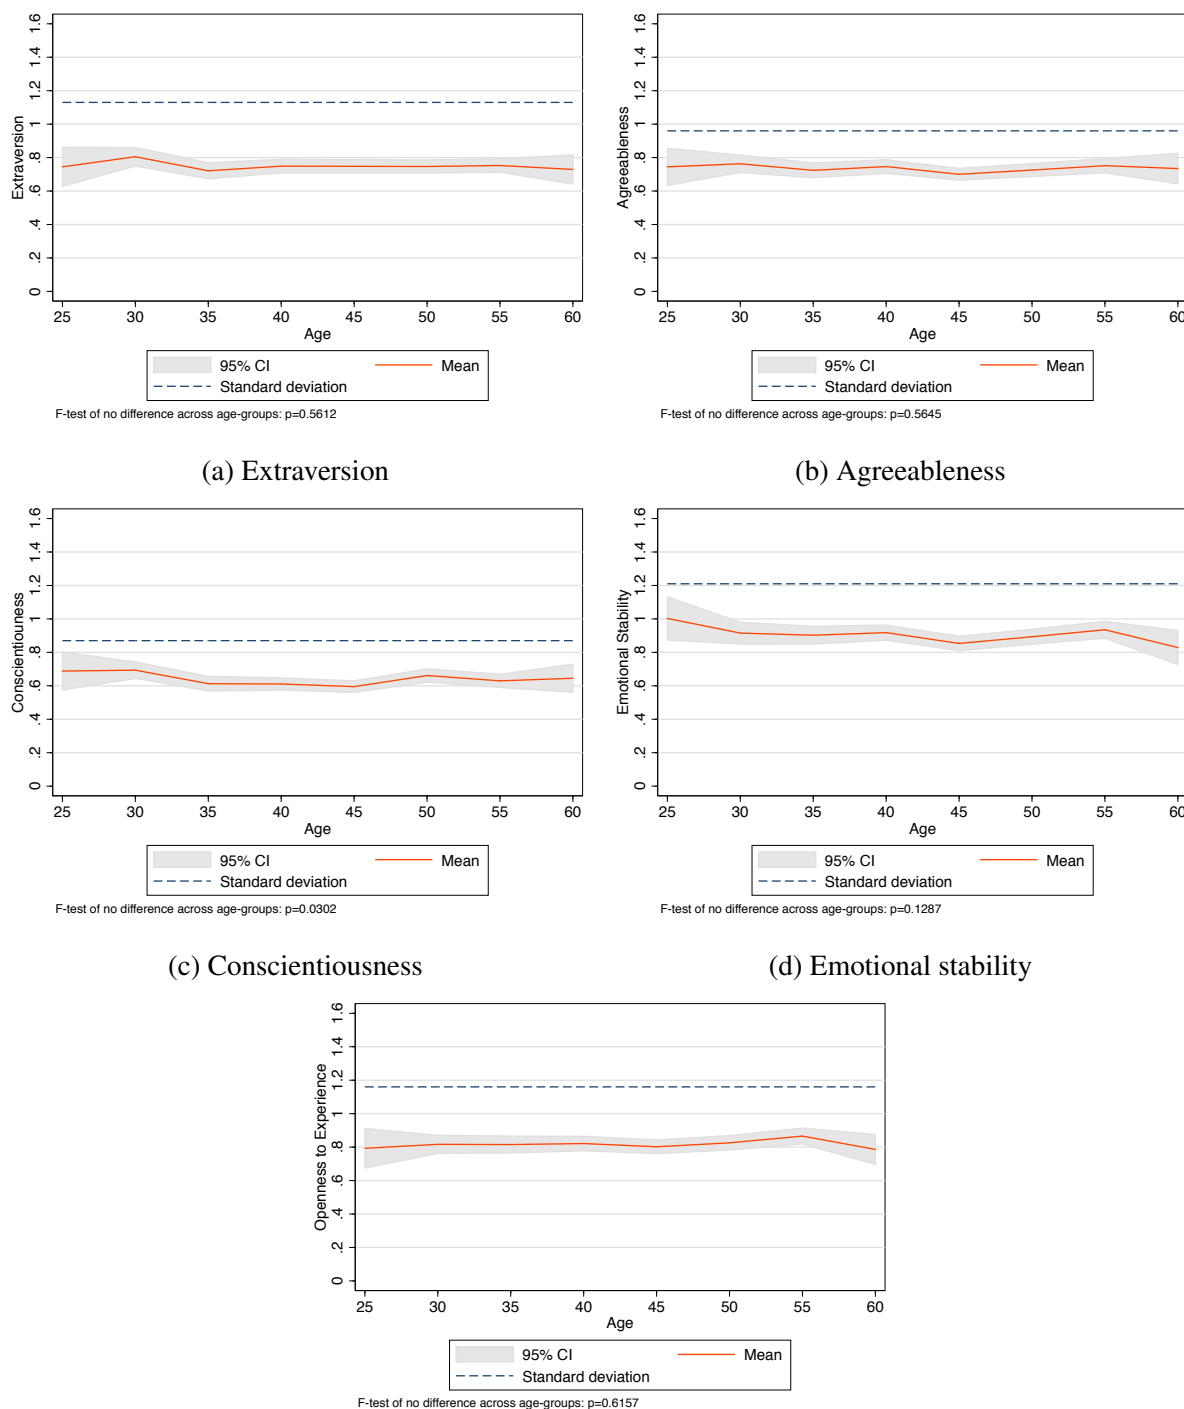 Extraversion
0 .2 .4 .6 .8 1 1.2 1.4 1.6
25 30 35 40 45 50 55 60
Age
95% CI Mean
Standard deviation
F-test of no difference across age-groups: p=0.5612
(a) Extraversion
Agreeableness
0 .2 .4 .6 .8 1 1.2 1.4 1.6
25 30 35 40 45 50 55 60
Age
95% CI Mean
Standard deviation
F-test of no difference across age-groups: p=0.5645
(b) Agreeableness
Conscientiouness
0 .2 .4 .6 .8 1 1.2 1.4 1.6
25 30 35 40 45 50 55 60
Age
95% CI Mean
Standard deviation
F-test of no difference across age-groups: p=0.0302
(c) Conscientiousness
Emotional Stability
0 .2 .4 .6 .8 1 1.2 1.4 1.6
25 30 35 40 45 50 55 60
Age
95% CI Mean
Standard deviation
F-test of no difference across age-groups: p=0.1287
(d) Emotional stability
Openness to Experience
0 .2 .4 .6 .8 1 1.2 1.4 1.6
25 30 35 40 45 50 55 60
Age
95% CI Mean
Standard deviation
F-test of no difference across age-groups: p=0.6157